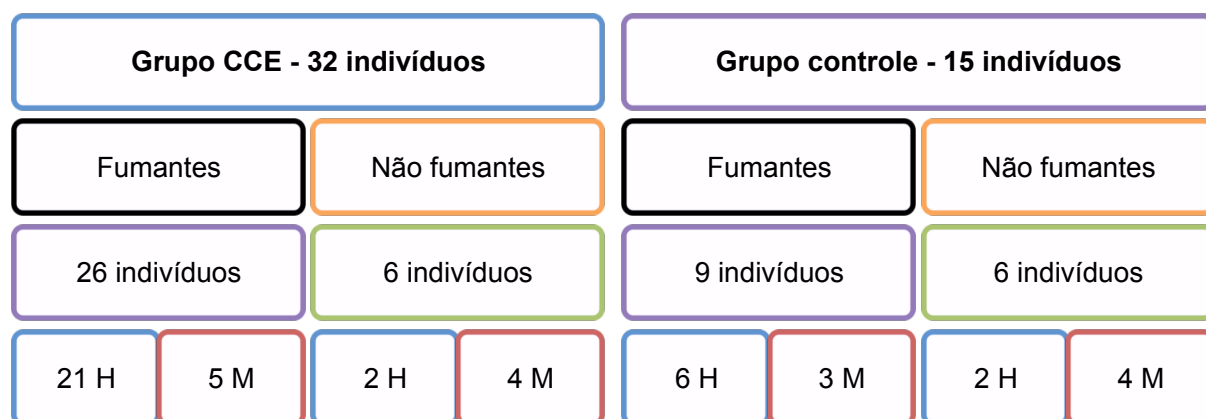 Grupo CCE - 32 indivíduos
Grupo controle - 15 indivíduos
Fumantes
Não fumantes
Fumantes
Não fumantes
26 indivíduos
6 indivíduos
9 indivíduos
6 indivíduos
21 H
5 M
2 H
4 M
6 H
3 M
2 H
4 M